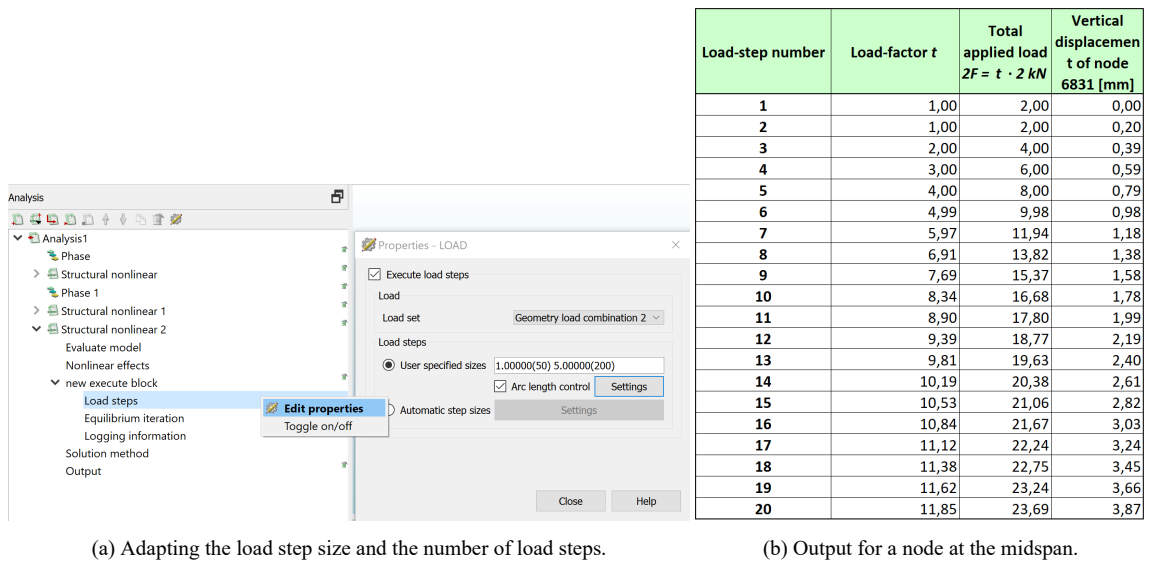 Analysis
Analysis1
Phase
Structural nonlinear
Phase 1
Structural nonlinear 1
Structural nonlinear 2
Evaluate model
Nonlinear effects
new execute block
Load steps
Equilibrium iteration
Logging information
Solution method
Output
Edit properties
Toggle on/off
Properties - LOAD
Execute load steps
Load
Load set Geometry load combination 2
Load steps
User specified sizes 1.00000(50) 5.00000(200)
Arc length control Settings
Automatic step sizes Settings
Close Help
(a) Adapting the load step size and the number of load steps.
Load-step number Load-factor t Total applied load 2F = t · 2 kN Vertical displacemen t of node 6831 [mm]
1 1,00 2,00 0,00
2 1,00 2,00 0,20
3 2,00 4,00 0,39
4 3,00 6,00 0,59
5 4,00 8,00 0,79
6 4,99 9,98 0,98
7 5,97 11,94 1,18
8 6,91 13,82 1,38
9 7,69 15,37 1,58
10 8,34 16,68 1,78
11 8,90 17,80 1,99
12 9,39 18,77 2,19
13 9,81 19,63 2,40
14 10,19 20,38 2,61
15 10,53 21,06 2,82
16 10,84 21,67 3,03
17 11,12 22,24 3,24
18 11,38 22,75 3,45
19 11,62 23,24 3,66
20 11,85 23,69 3,87
(b) Output for a node at the midspan.